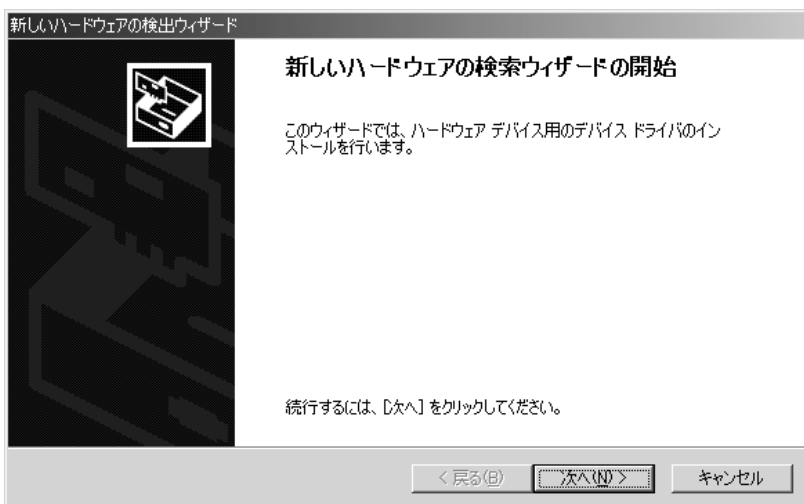 新しいハードウェアの検出ウィザード
新しいハードウェアの検索ウィザードの開始
このウィザードでは、ハードウェア デバイス用のデバイス ドライバのイン
ストールを行います。
続行するには、[次へ] をクリックしてください。
< 戻る(B)
次へ(N) >
キャンセル